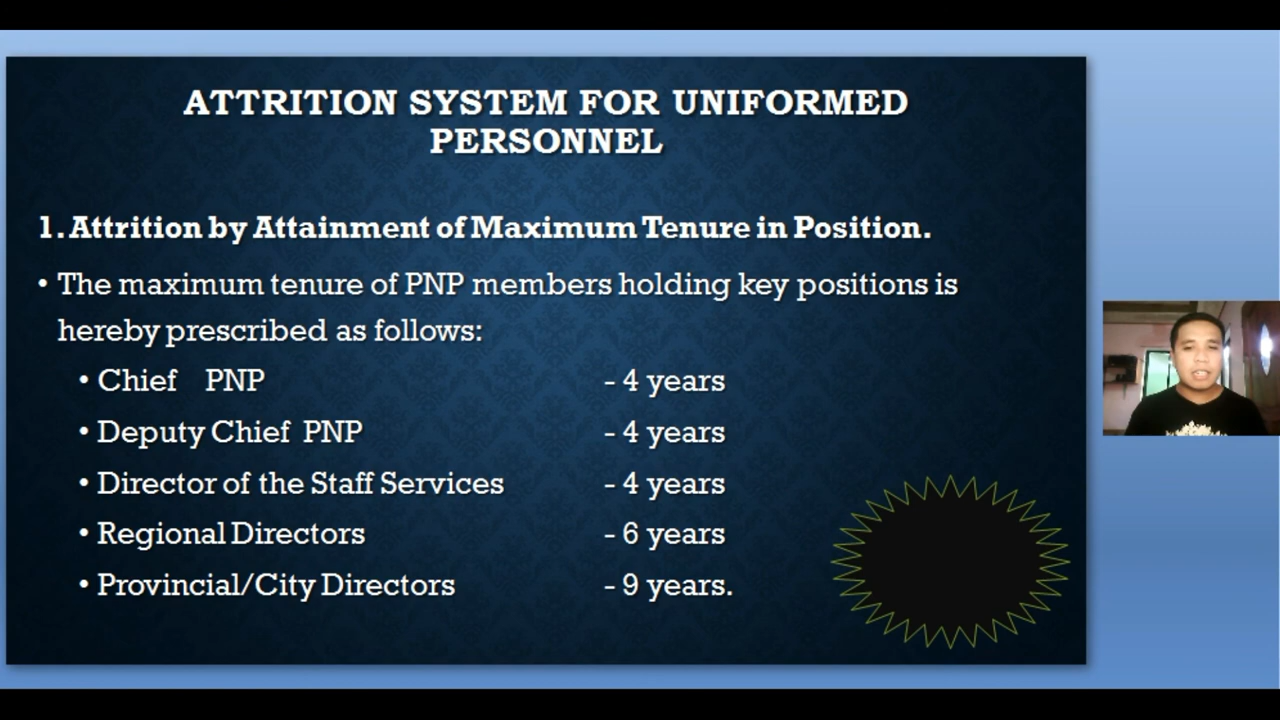 ATTRITION SYSTEM FOR UNIFORMED
PERSONNEL
1. Attrition by Attainment of Maximum Tenure in Position.
• The maximum tenure of PNP members holding key positions is
hereby prescribed as follows:
• Chief PNP - 4 years
• Deputy Chief PNP - 4 years
• Director of the Staff Services - 4 years
• Regional Directors - 6 years
• Provincial/City Directors - 9 years.